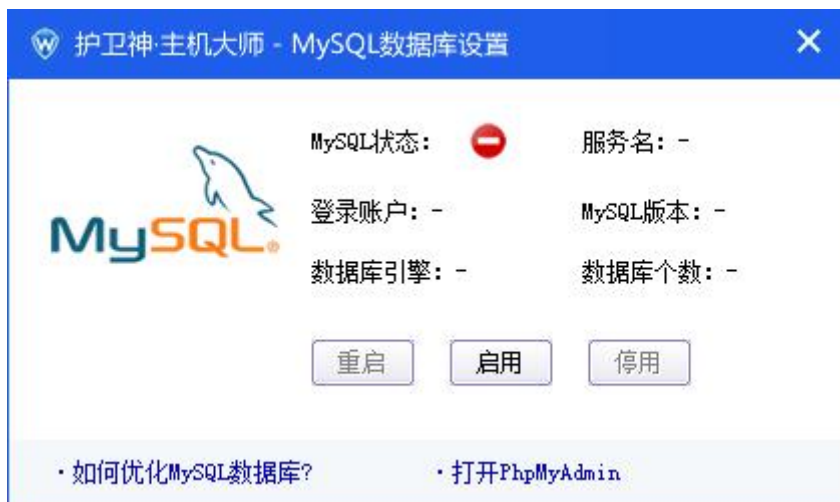 护卫神·主机大师 - MySQL数据库设置
MySQL状态： 服务名：-
MySQL®
登录账户：- MySQL版本：-
数据库引擎：- 数据库个数：-
重启 启用 停用
·如何优化MySQL数据库? ·打开PhpMyAdmin